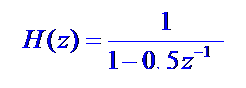 H(z) = 1 / (1 − 0.5z⁻¹)